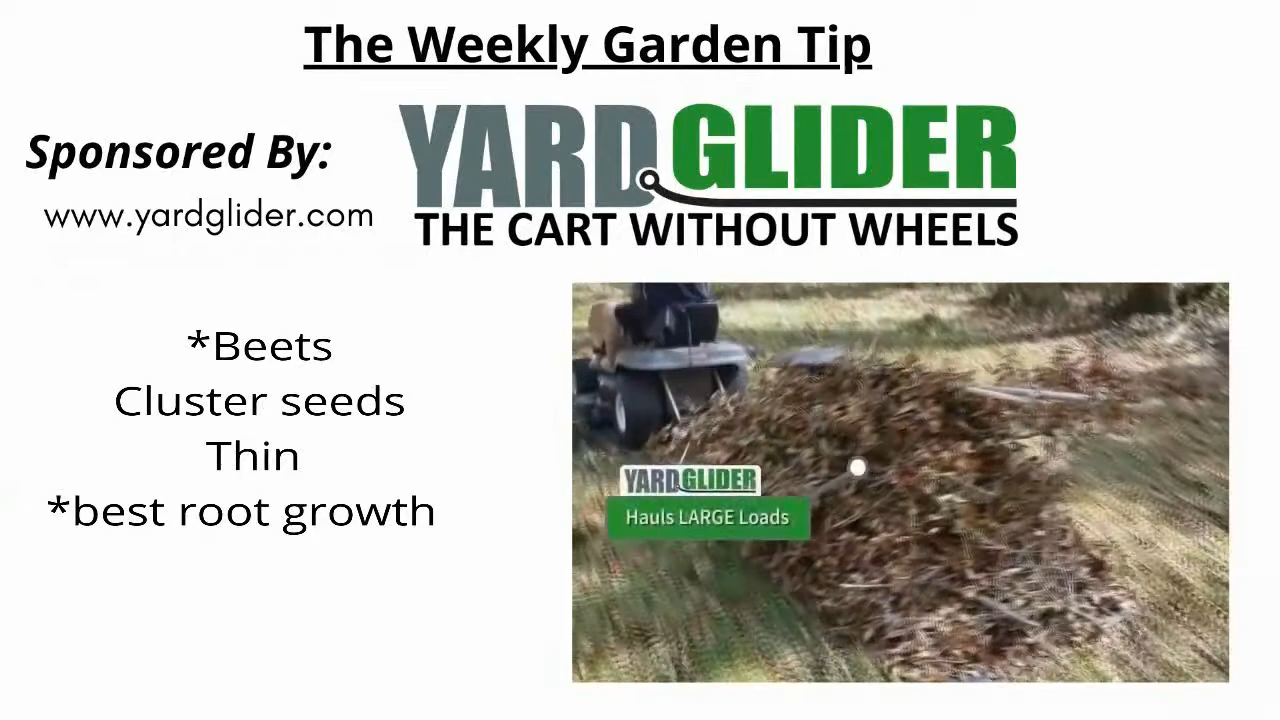 The Weekly Garden Tip
Sponsored By:
www.yardglider.com
YARDGLIDER
THE CART WITHOUT WHEELS
*Beets
Cluster seeds
Thin
*best root growth
YARDGLIDER
Hauls LARGE Loads